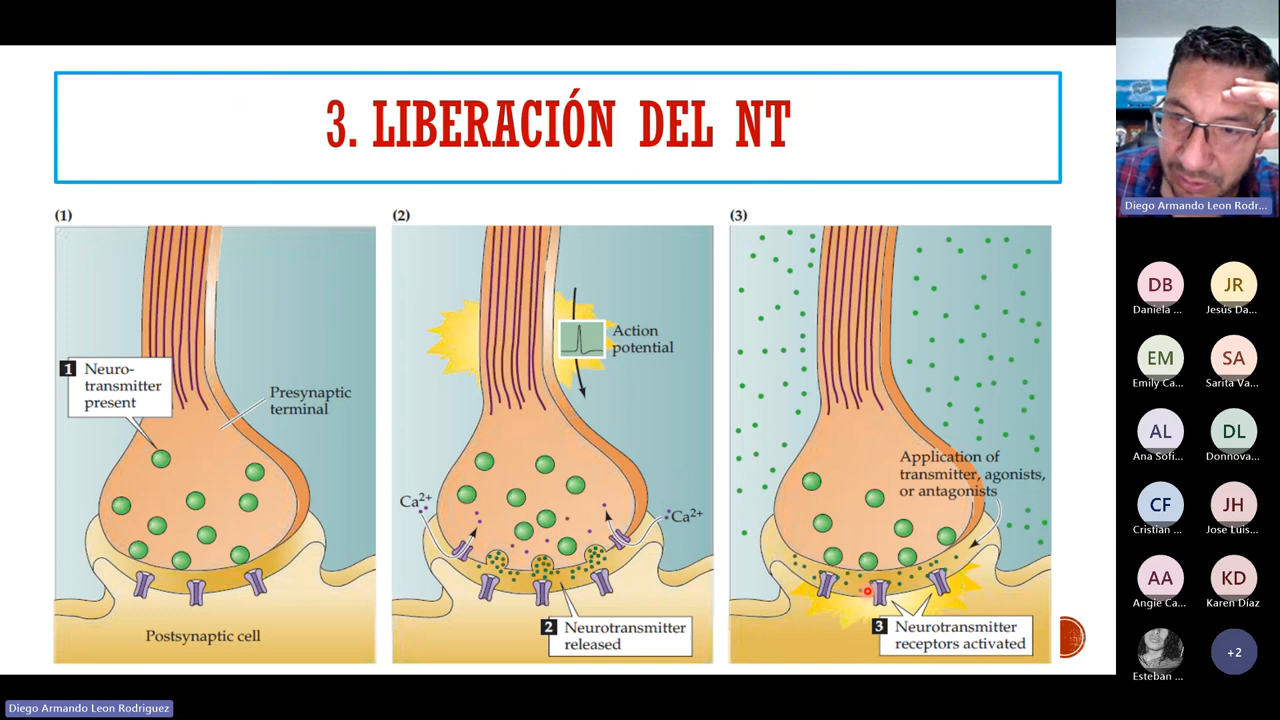 3. LIBERACIÓN DEL NT
(1)
1 Neuro-
transmitter
present
Presynaptic
terminal
Postsynaptic cell
(2)
Action
potential
Ca2+
Ca2+
2 Neurotransmitter
released
(3)
Application of
transmitter, agonists,
or antagonists
3 Neurotransmitter
receptors activated
Diego Armando Leon Rodr...
DB
Daniela ...
JR
Jesús Da...
EM
Emily Ca...
SA
Sarita Va...
AL
Ana Sofi...
DL
Donnova...
CF
Cristian ...
JH
Jose Luis...
AA
Angie Ca...
KD
Karen Díaz
Esteban ...
+2
Diego Armando Leon Rodriguez